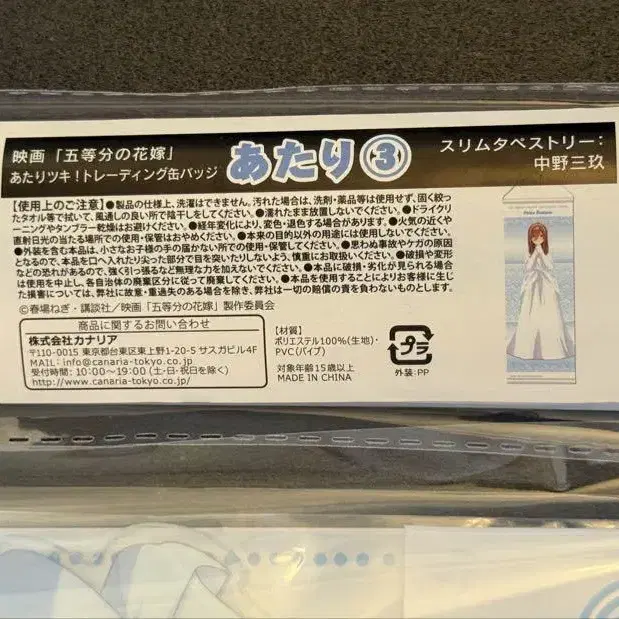 映画「五等分の花嫁」
あたりツキ!トレーディング缶バッジ
あたり③
スリムタペストリー:
中野三玖
【使用上のご注意】●製品の仕様上、洗濯はできません。汚れた場合は、洗剤・薬品等は使用せず、固く絞っ
たタオル等で拭いて、風通しの良い所で陰干しをしてください。●濡れたまま放置しないでください。●ドライクリ
ーニングやタンブラー乾燥はお避けください。●経年変化により、変色・退色する場合があります。●火気の近くや
直射日光の当たる場所での使用・保管はおやめください。●本来の目的以外の用途には使用しないでください。
●外装を含む本品は、小さなお子様の手の届かない所で使用・保管してください。●思わぬ事故やケガの原因
となるので、本品を口へ入れたり尖った部分で目を突いたりしないよう、慎重にお取扱いください。●破損や変形
などの恐れがあるので、強く引っ張るなど無理な力を加えないでください。●本品に破損・劣化が見られる場合
は使用を中止し、各自治体の廃棄区分に従って廃棄してください。●本品を使用することによりお客様に生じ
た損害については、弊社に故意・重過失のある場合を除き、弊社は一切の賠償の責を負わないものとします。
©春場ねぎ・講談社/映画「五等分の花嫁」製作委員会
商品に関するお問い合わせ
株式会社カナリア
〒110-0015 東京都台東区東上野1-20-5 サスガビル4F
MAIL:info@canaria-tokyo.co.jp
受付時間:10:00~19:00 (土・日・祝日を除く)
http://www.canaria-tokyo.co.jp/
【材質】
ポリエステル100%(生地)・
PVC(パイプ)
対象年齢15歳以上
MADE IN CHINA
プラ
外装:PP